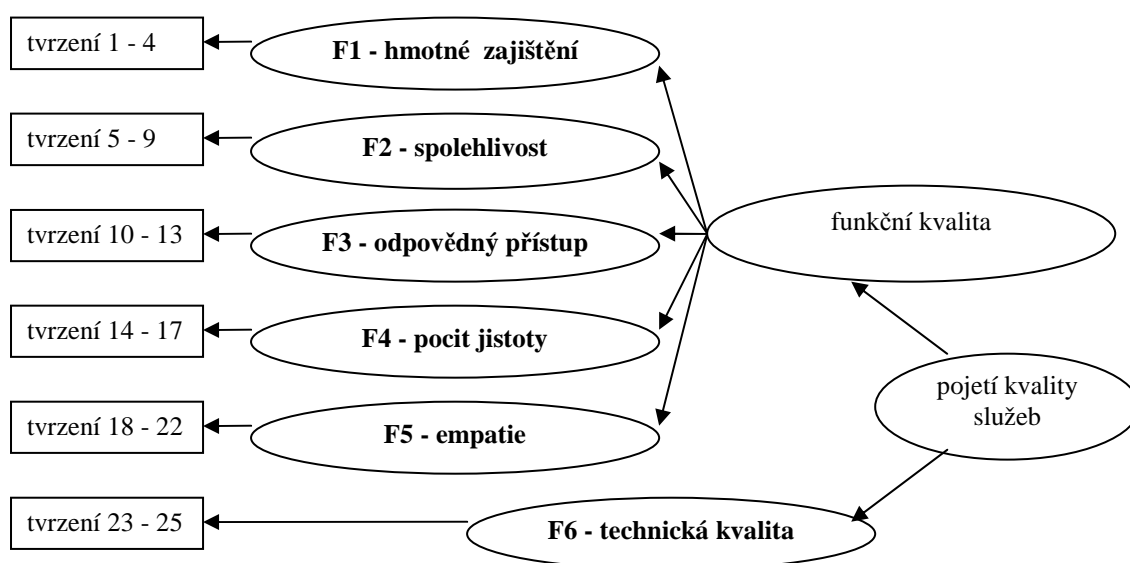 tvrzení 1 - 4
F1 - hmotné zajištění
tvrzení 5 - 9
F2 - spolehlivost
tvrzení 10 - 13
F3 - odpovědný přístup
funkční kvalita
tvrzení 14 - 17
F4 - pocit jistoty
pojetí kvality
služeb
tvrzení 18 - 22
F5 - empatie
tvrzení 23 - 25
F6 - technická kvalita